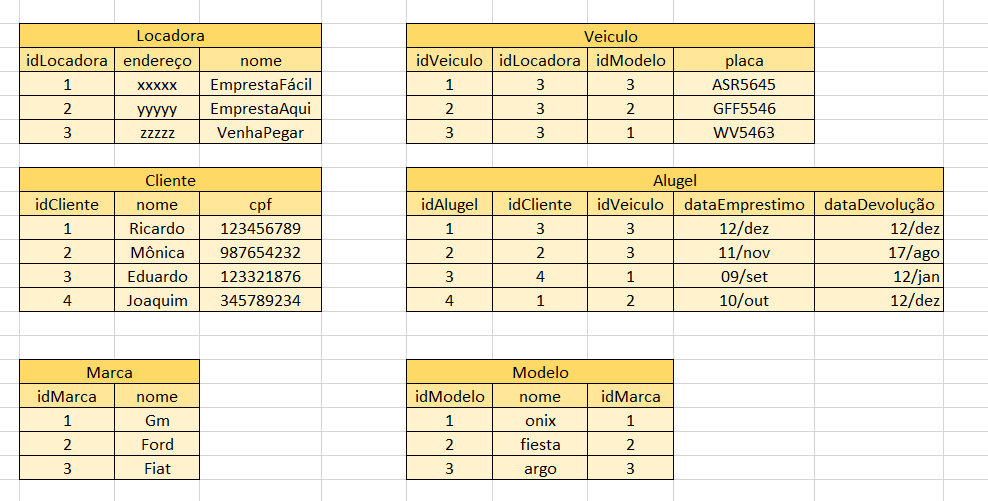 Locadora
idLocadora endereço nome
1 xxxxx EmprestaFácil
2 yyyyy EmprestaAqui
3 zzzzz VenhaPegar
Veiculo
idVeiculo idLocadora idModelo placa
1 3 3 ASR5645
2 3 2 GFF5546
3 3 1 WV5463
Cliente
idCliente nome cpf
1 Ricardo 123456789
2 Mônica 987654232
3 Eduardo 123321876
4 Joaquim 345789234
Alugel
idAlugel idCliente idVeiculo dataEmprestimo dataDevolução
1 3 3 12/dez 12/dez
2 2 3 11/nov 17/ago
3 4 1 09/set 12/jan
4 1 2 10/out 12/dez
Marca
idMarca nome
1 Gm
2 Ford
3 Fiat
Modelo
idModelo nome idMarca
1 onix 1
2 fiesta 2
3 argo 3